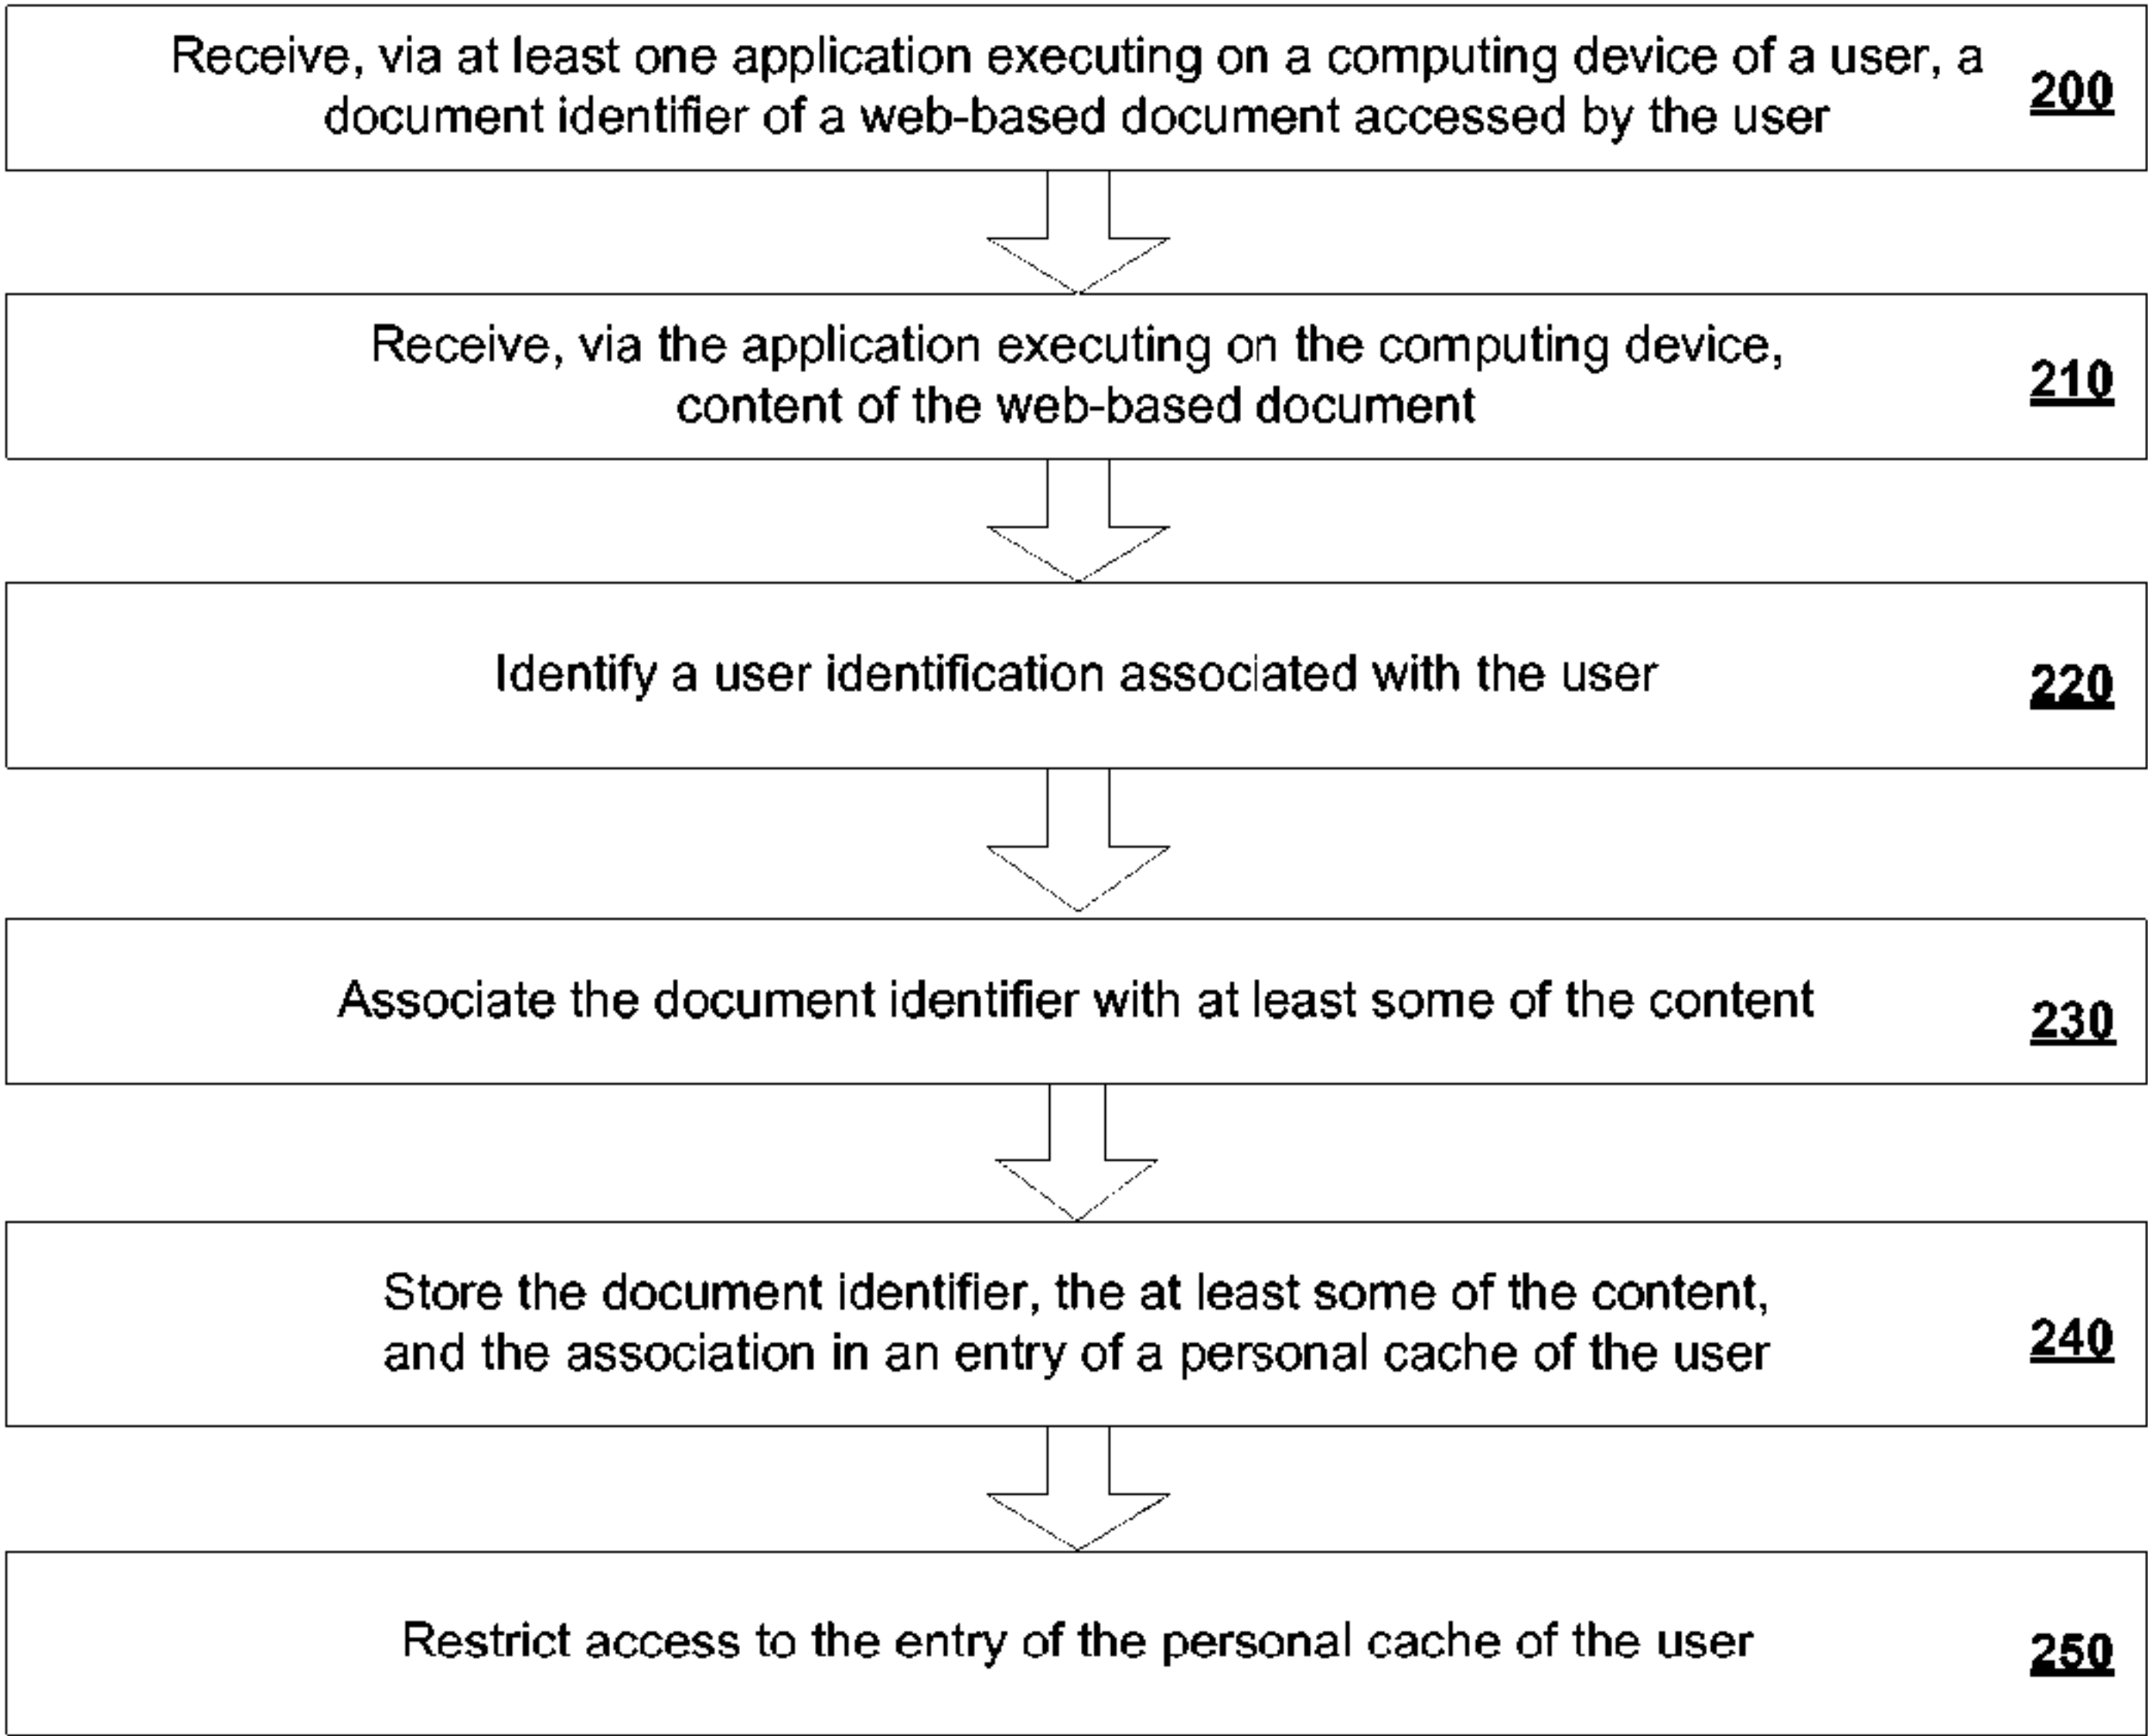 Receive, via at least one application executing on a computing device of a user, a
document identifier of a web-based document accessed by the user
200
Receive, via the application executing on the computing device,
content of the web-based document
210
Identify a user identification associated with the user
220
Associate the document identifier with at least some of the content
230
Store the document identifier, the at least some of the content,
and the association in an entry of a personal cache of the user
240
Restrict access to the entry of the personal cache of the user
250